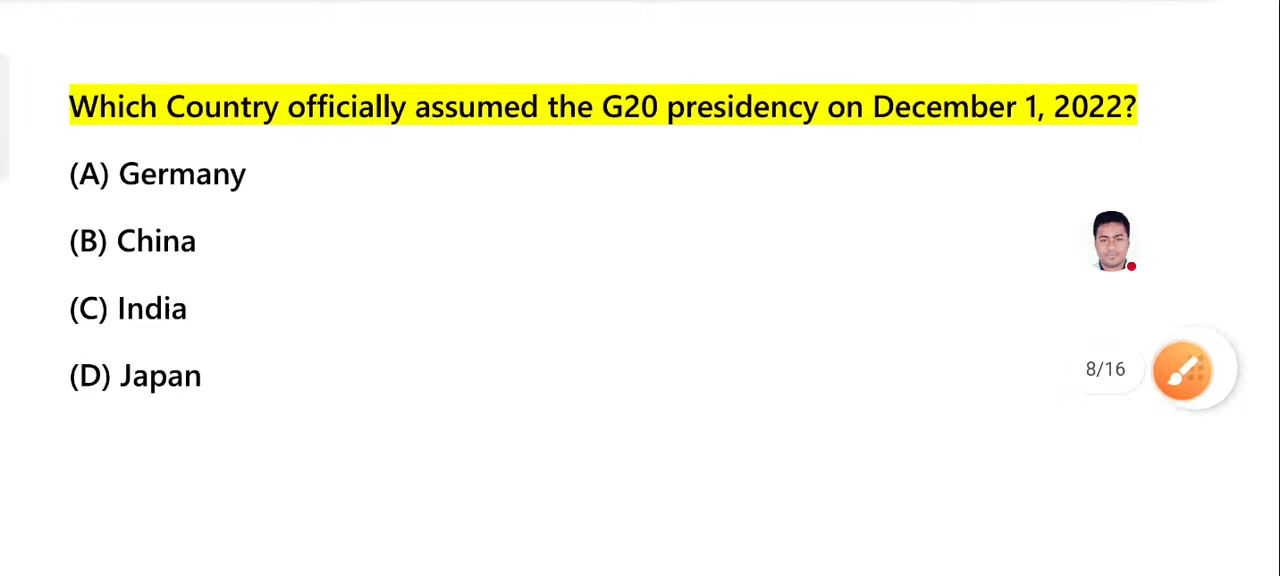 Which Country officially assumed the G20 presidency on December 1, 2022?
(A) Germany
(B) China
(C) India
(D) Japan
8/16